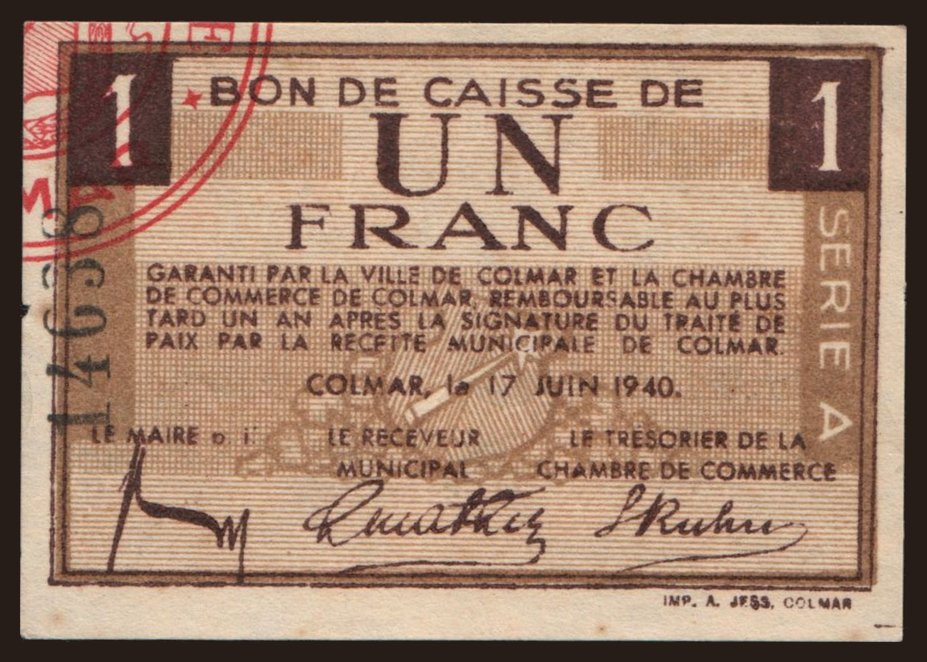 1 BON DE CAISSE DE 1
UN
FRANC
GARANTI PAR LA VILLE DE COLMAR ET LA CHAMBRE
DE COMMERCE DE COLMAR, REMBOURSABLE AU PLUS
TARD UN AN APRES LA SIGNATURE DU TRAITÉ DE
PAIX PAR LA RECETTE MUNICIPALE DE COLMAR.
COLMAR, le 17 JUIN 1940.
LE MAIRE p. i.
LE RECEVEUR
MUNICIPAL
LE TRESORIER DE LA
CHAMBRE DE COMMERCE
SERIE A
14638
IMP. A. JESS, COLMAR